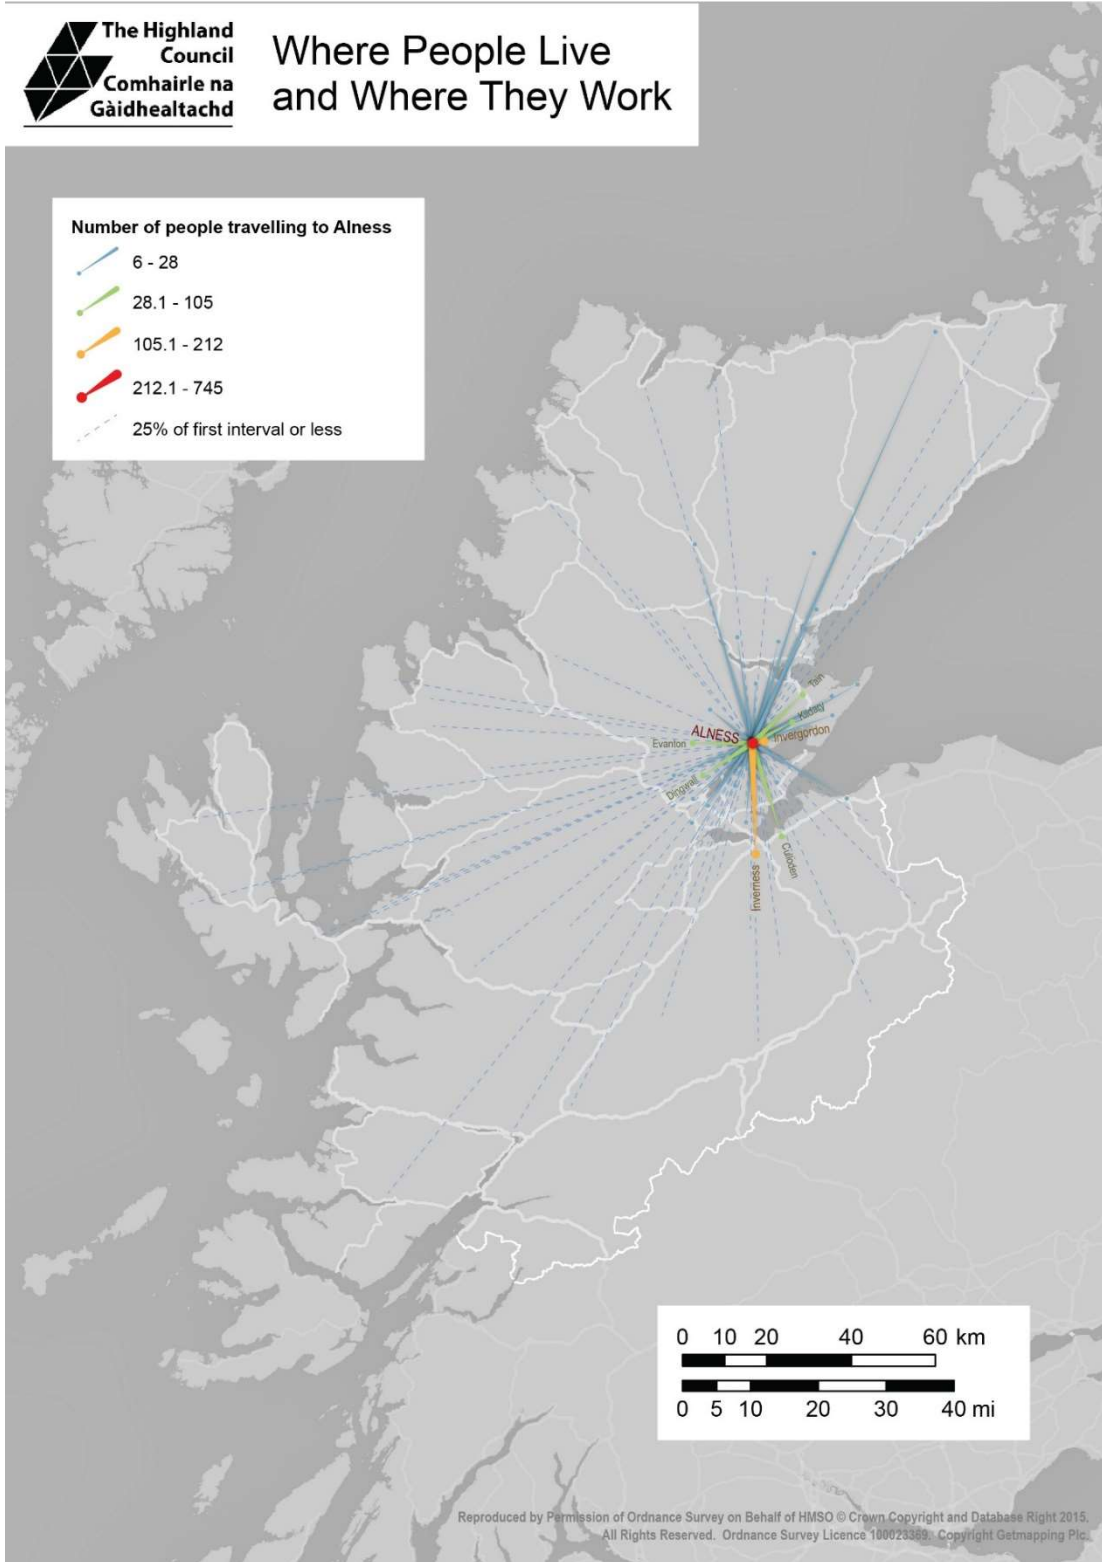 The Highland
Council
Comhairle na
Gàidhealtachd
Where People Live
and Where They Work
Number of people travelling to Alness
6 - 28
28.1 - 105
105.1 - 212
212.1 - 745
25% of first interval or less
Tain
Kildary
ALNESS
Invergordon
Evanton
Dingwall
Culloden
Inverness
0 10 20 40 60 km
0 5 10 20 30 40 mi
Reproduced by Permission of Ordnance Survey on Behalf of HMSO © Crown Copyright and Database Right 2015.
All Rights Reserved. Ordnance Survey Licence 100023369. Copyright Getmapping Plc.